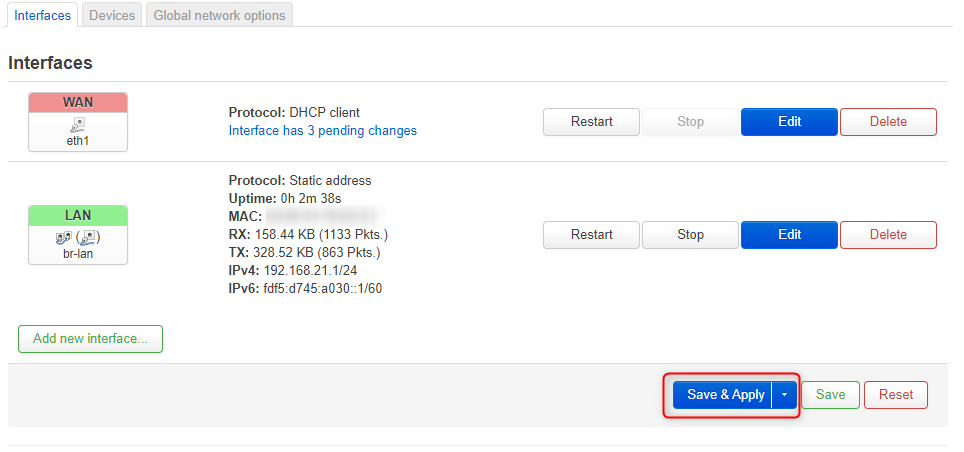 Interfaces Devices Global network options
Interfaces
WAN
eth1
Protocol: DHCP client
Interface has 3 pending changes
Restart Stop Edit Delete
LAN
br-lan
Protocol: Static address
Uptime: 0h 2m 38s
MAC:
RX: 158.44 KB (1133 Pkts.)
TX: 328.52 KB (863 Pkts.)
IPv4: 192.168.21.1/24
IPv6: fdf5:d745:a030::1/60
Restart Stop Edit Delete
Add new interface...
Save & Apply Save Reset